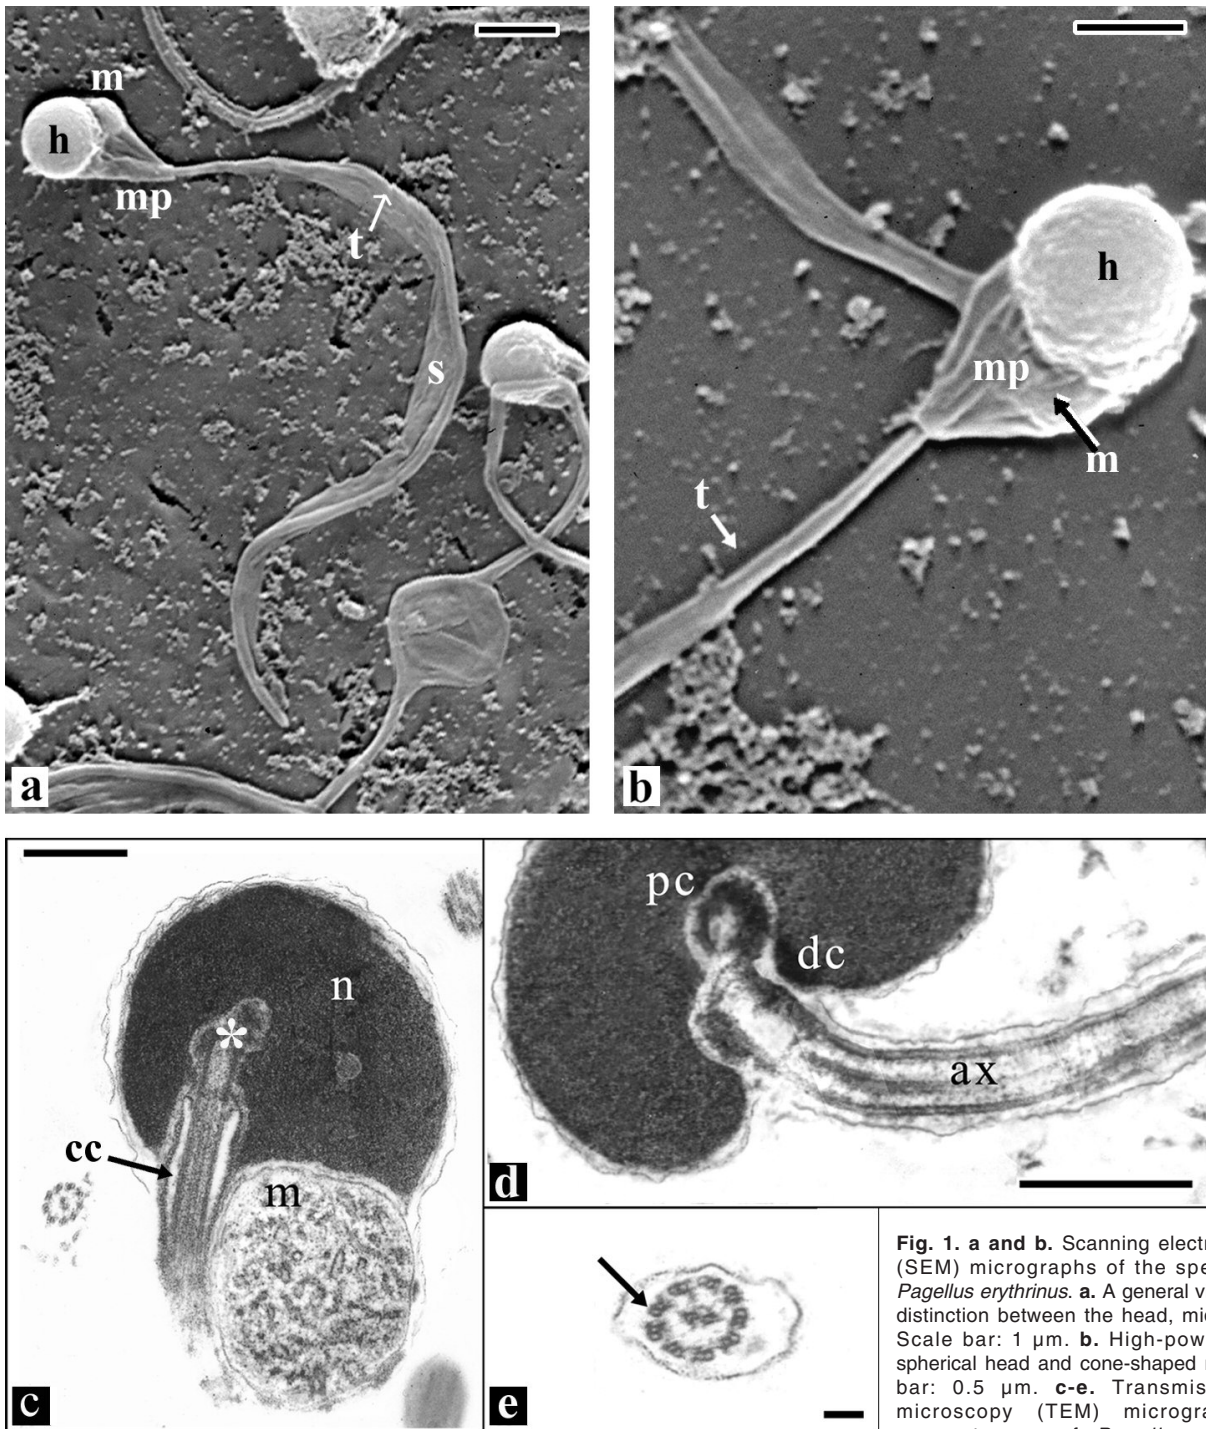 m
h
mp
t
s
a
h
mp
m
t
b
n
*
cc
m
c
pc
dc
ax
d
e
Fig. 1. a and b. Scanning electr
(SEM) micrographs of the spe
Pagellus erythrinus. a. A general v
distinction between the head, mid
Scale bar: 1 µm. b. High-pow
spherical head and cone-shaped
bar: 0.5 µm. c-e. Transmis
microscopy (TEM) microgra